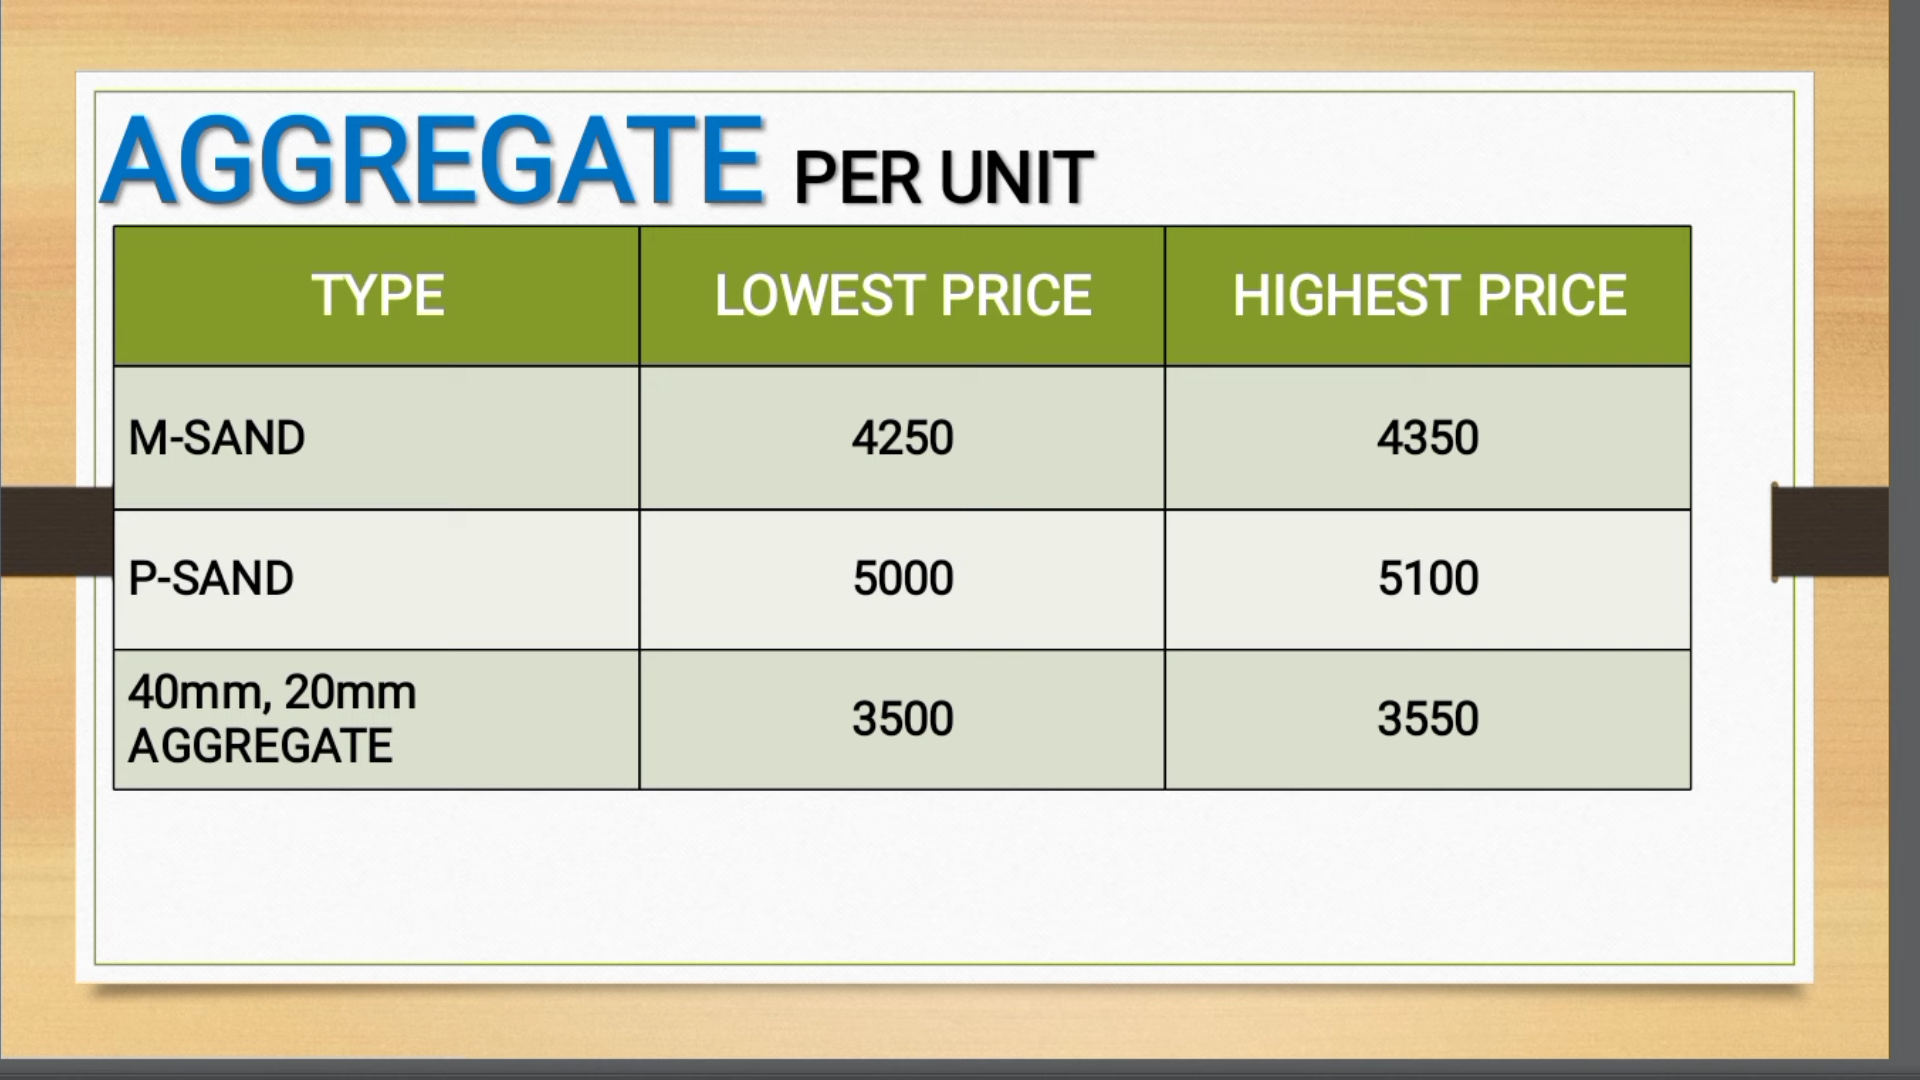 AGGREGATE PER UNIT
TYPE LOWEST PRICE HIGHEST PRICE
M-SAND 4250 4350
P-SAND 5000 5100
40mm, 20mm
AGGREGATE 3500 3550